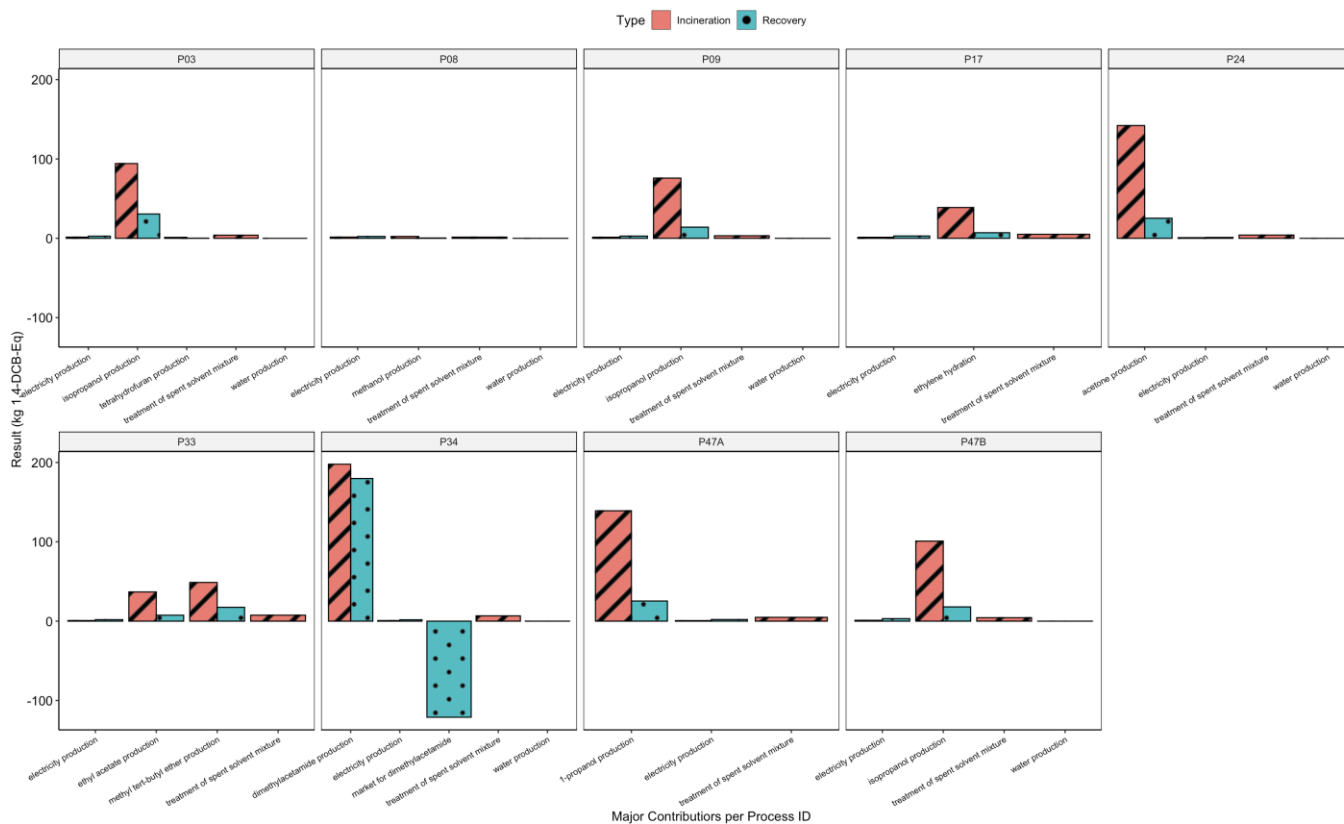 Type Incineration Recovery
P03 P08 P09 P17 P24
200
100
0
-100
electricity production
isopropanol production
tetrahydrofuran production
treatment of spent solvent mixture
water production
electricity production
methanol production
treatment of spent solvent mixture
water production
electricity production
isopropanol production
treatment of spent solvent mixture
water production
electricity production
ethylene hydration
treatment of spent solvent mixture
acetone production
electricity production
treatment of spent solvent mixture
water production
Result (kg 1,4-DCB-Eq)
P33 P34 P47A P47B
200
100
0
-100
electricity production
ethyl acetate production
methyl tert-butyl ether production
treatment of spent solvent mixture
dimethylacetamide production
electricity production
market for dimethylacetamide
treatment of spent solvent mixture
water production
1-propanol production
electricity production
treatment of spent solvent mixture
electricity production
isopropanol production
treatment of spent solvent mixture
water production
Major Contributiors per Process ID